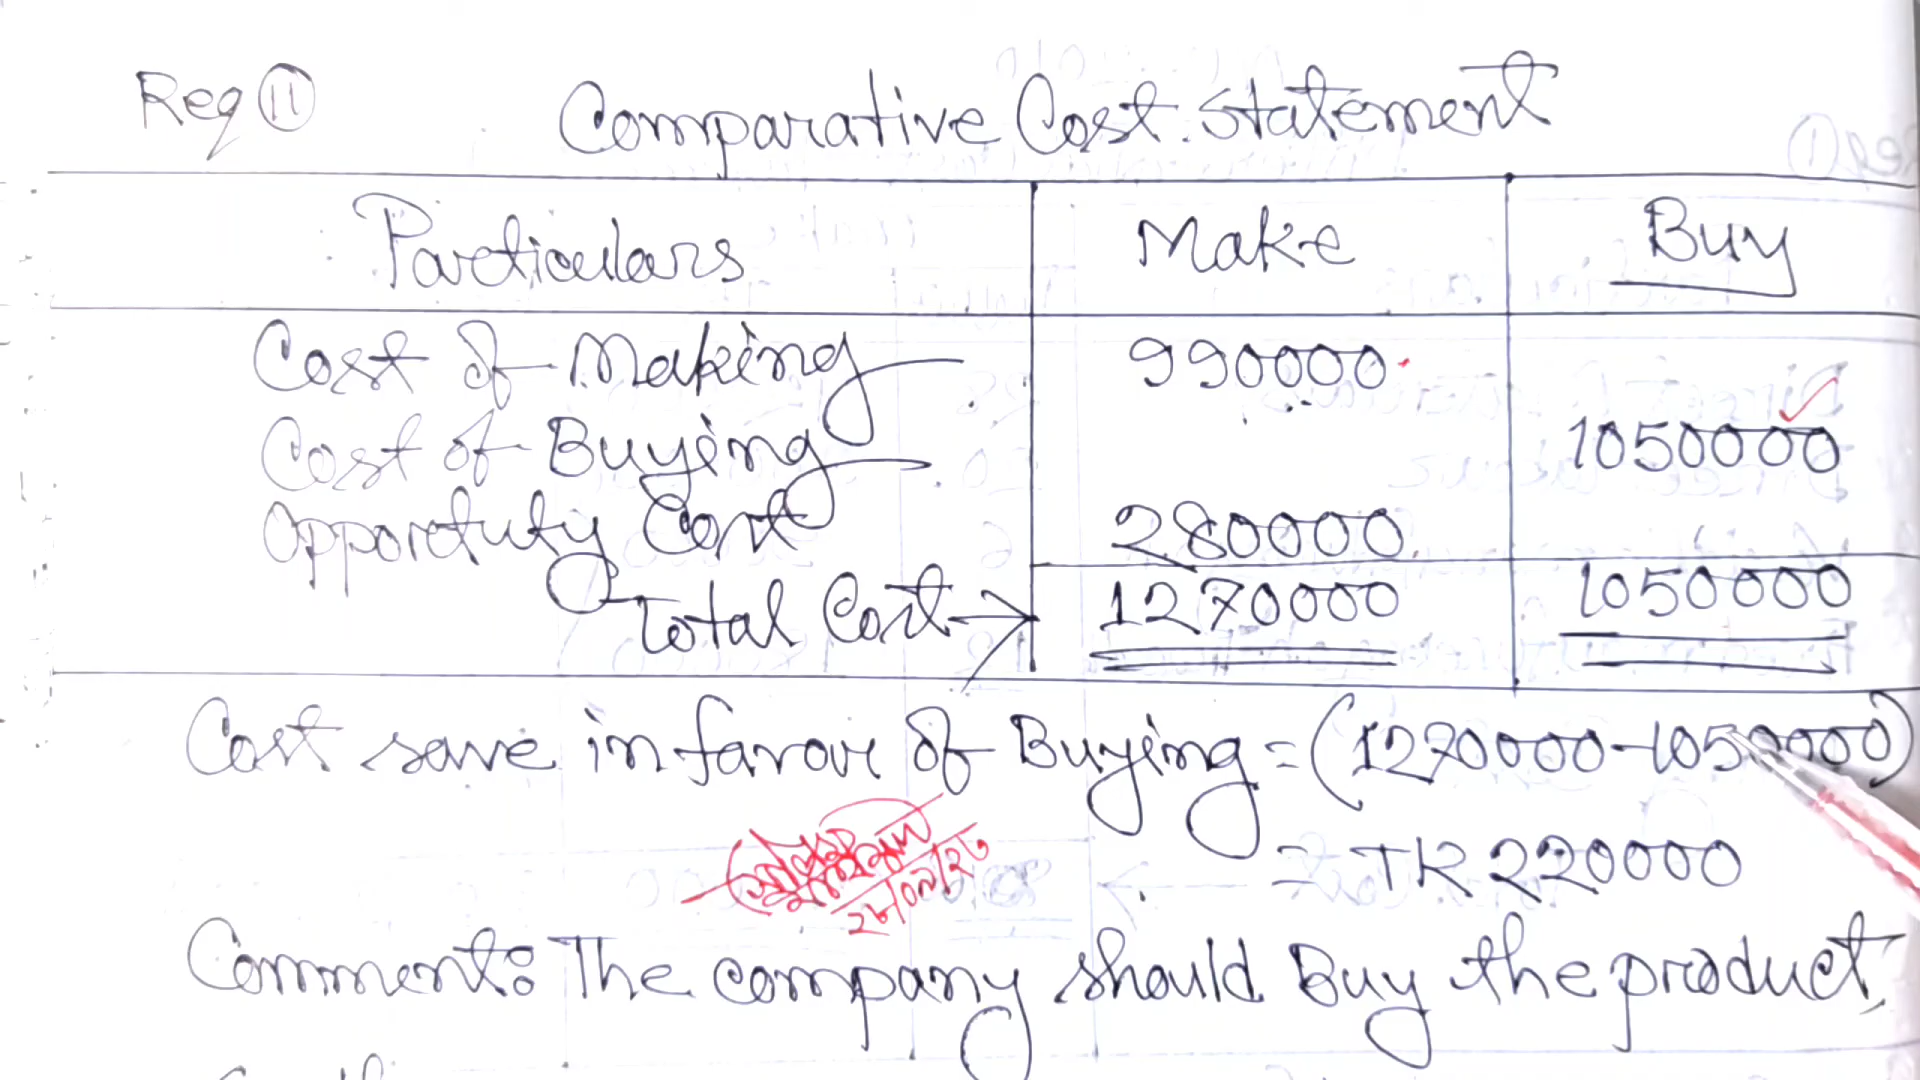 Req 11 Comparative Cost Statement
Particulars Make Buy
Cost of Making 990000
Cost of Buying 1050000
Opportuty Cost 280000
Total Cost → 1270000 1050000
Cost save in favour of Buying = (1270000-1050000)
= TK 220000
Comment: The company should Buy the product